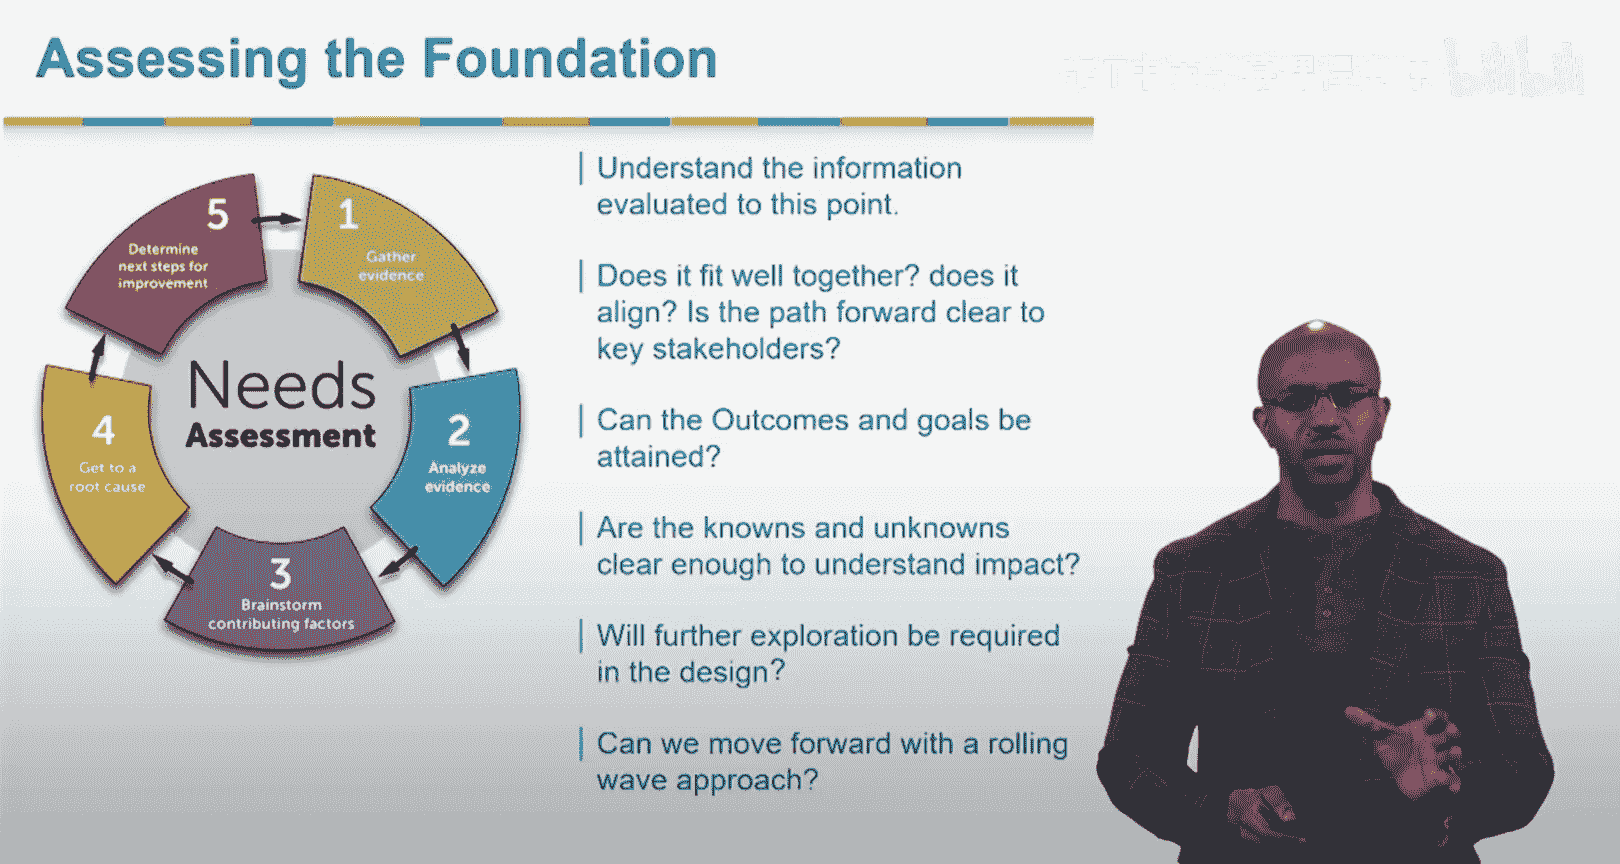 Assessing the Foundation
bilibili
5
Determine
next steps for
improvement
1
Gather
evidence
Needs
Assessment
4
Get to a
root cause
2
Analyze
evidence
3
Brainstorm
contributing factors
Understand the information
evaluated to this point.
Does it fit well together? does it
align? Is the path forward clear to
key stakeholders?
Can the Outcomes and goals be
attained?
Are the knowns and unknowns
clear enough to understand impact?
Will further exploration be required
in the design?
Can we move forward with a rolling
wave approach?